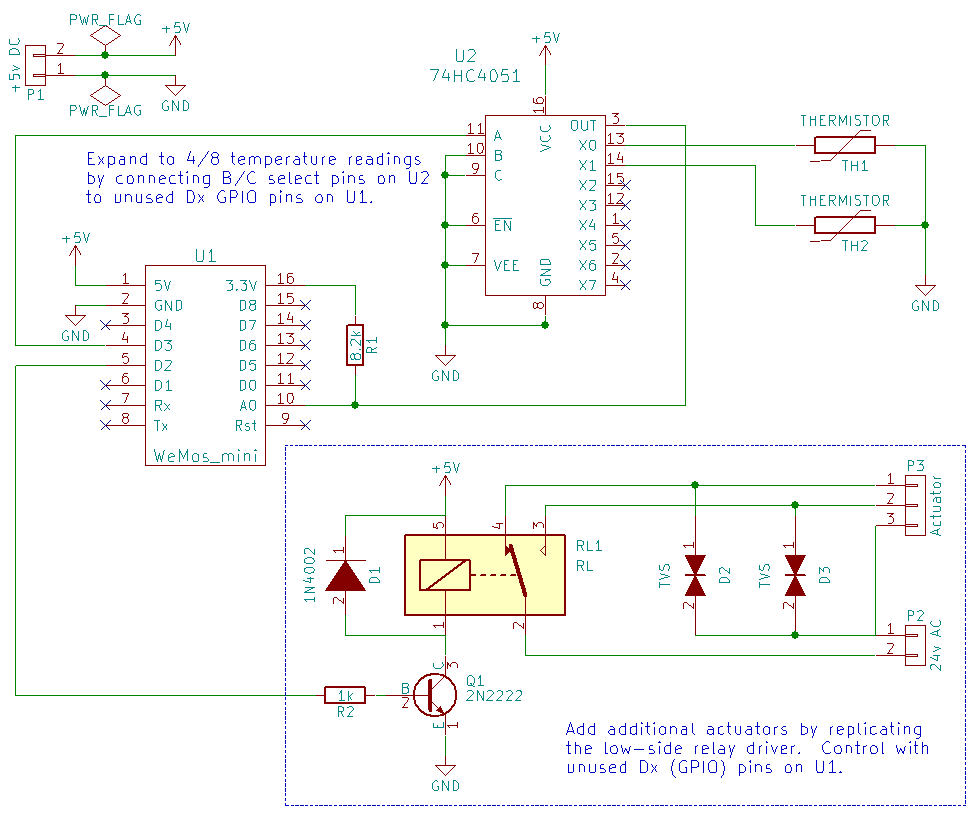 PWR_FLAG
+5V
+5v DC
2
1
P1
PWR_FLAG
GND
Expand to 4/8 temperature readings
by connecting B/C select pins on U2
to unused Dx GPIO pins on U1.
U2
74HC4051
+5V
16
VCC
11 A
10 B
9 C
6 EN
7 VEE
GND
8
OUT 3
X0 13
X1 14
X2 15
X3 12
X4 1
X5 5
X6 2
X7 4
GND
THERMISTOR
TH1
THERMISTOR
TH2
GND
+5V
GND
U1
1 5V 3.3V 16
2 GND D8 15
3 D4 D7 14
4 D3 D6 13
5 D2 D5 12
6 D1 D0 11
7 Rx A0 10
8 Tx Rst 9
WeMos_mini
8.2k
R1
+5V
5
4
3
1N4002
1
2
D1
RL1
RL
1
2
TVS
1
2
D2
TVS
1
2
D3
P3
1
2
3
Actuator
P2
1
2
24v AC
1k
R2
B
2
C
3
E
1
Q1
2N2222
GND
Add additional actuators by replicating
the low-side relay driver. Control with
unused Dx (GPIO) pins on U1.